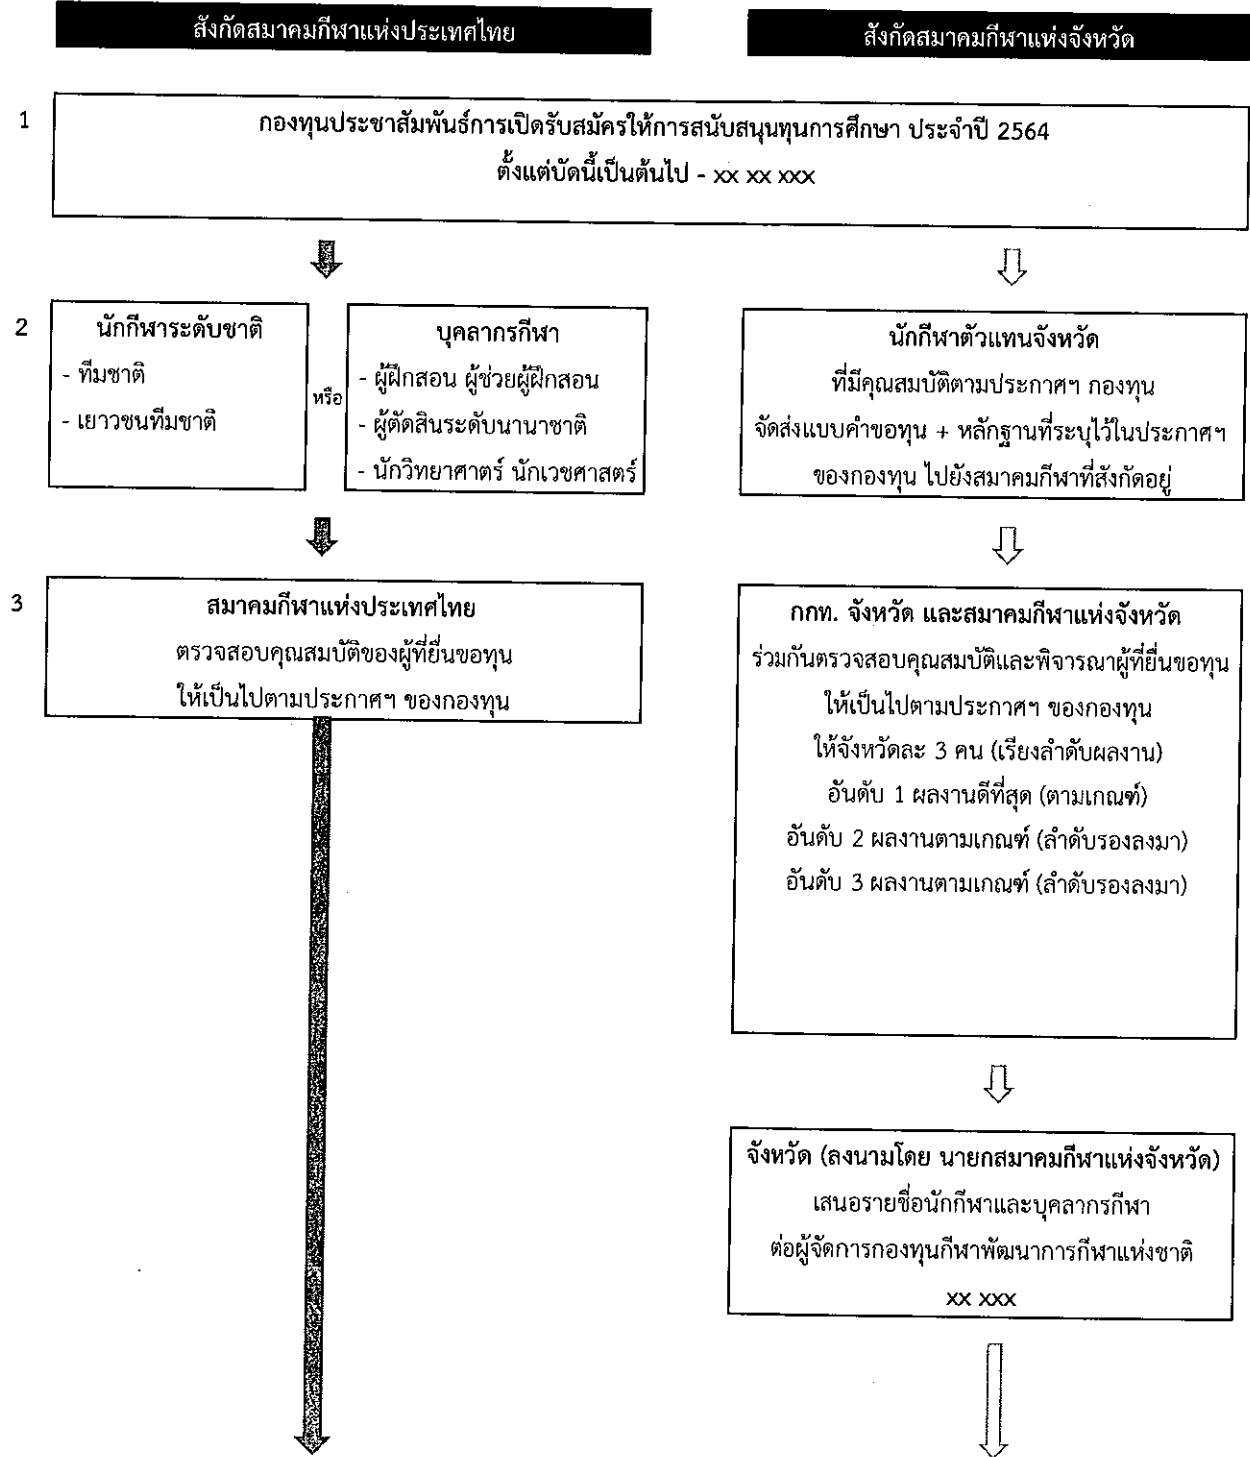 สังกัดสมาคมกีฬาแห่งประเทศไทย
สังกัดสมาคมกีฬาแห่งจังหวัด
1
กองทุนประชาสัมพันธ์การเปิดรับสมัครให้การสนับสนุนทุนการศึกษา ประจำปี 2564
ตั้งแต่บัดนี้เป็นต้นไป - xx xx xxx
2
นักกีฬาระดับชาติ
- ทีมชาติ
- เยาวชนทีมชาติ
หรือ
บุคลากรกีฬา
- ผู้ฝึกสอน ผู้ช่วยผู้ฝึกสอน
- ผู้ตัดสินระดับนานาชาติ
- นักวิทยาศาตร์ นักเวชศาสตร์
นักกีฬาตัวแทนจังหวัด
ที่มีคุณสมบัติตามประกาศฯ กองทุน
จัดส่งแบบคำขอทุน + หลักฐานที่ระบุไว้ในประกาศฯ
ของกองทุน ไปยังสมาคมกีฬาที่สังกัดอยู่
3
สมาคมกีฬาแห่งประเทศไทย
ตรวจสอบคุณสมบัติของผู้ที่ยื่นขอทุน
ให้เป็นไปตามประกาศฯ ของกองทุน
กกท. จังหวัด และสมาคมกีฬาแห่งจังหวัด
ร่วมกันตรวจสอบคุณสมบัติและพิจารณาผู้ที่ยื่นขอทุน
ให้เป็นไปตามประกาศฯ ของกองทุน
ให้จังหวัดละ 3 คน (เรียงลำดับผลงาน)
อันดับ 1 ผลงานดีที่สุด (ตามเกณฑ์)
อันดับ 2 ผลงานตามเกณฑ์ (ลำดับรองลงมา)
อันดับ 3 ผลงานตามเกณฑ์ (ลำดับรองลงมา)
จังหวัด (ลงนามโดย นายกสมาคมกีฬาแห่งจังหวัด)
เสนอรายชื่อนักกีฬาและบุคลากรกีฬา
ต่อผู้จัดการกองทุนกีฬาพัฒนาการกีฬาแห่งชาติ
xx xxx